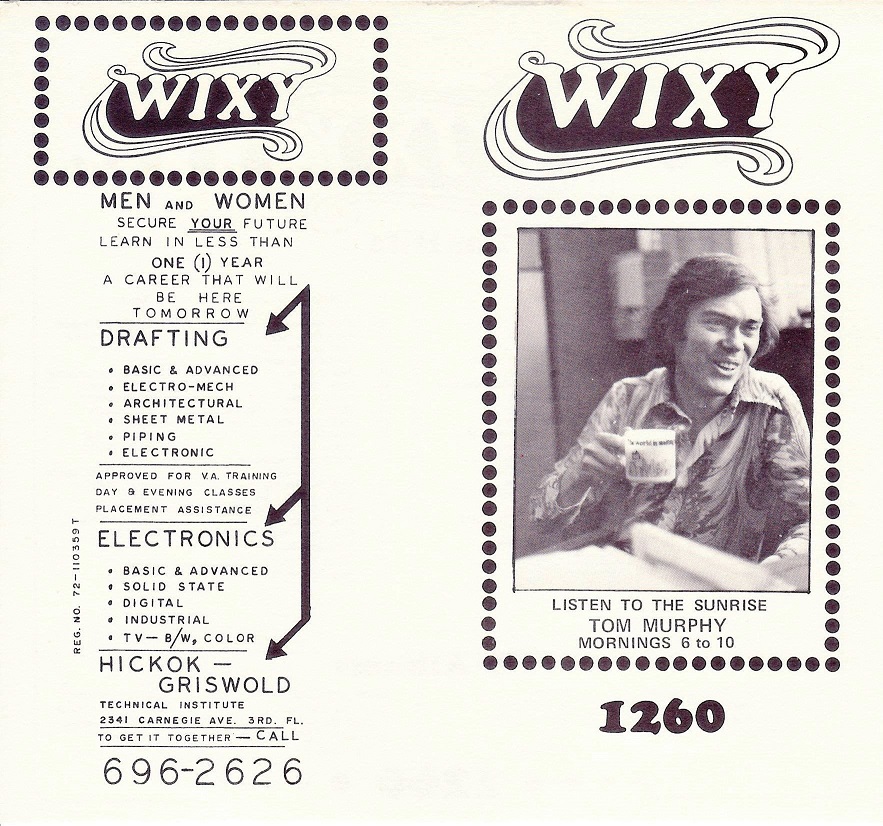 WIXY
MEN AND WOMEN
SECURE YOUR FUTURE
LEARN IN LESS THAN
ONE (1) YEAR
A CAREER THAT WILL
BE HERE
TOMORROW
DRAFTING
• BASIC & ADVANCED
• ELECTRO-MECH
• ARCHITECTURAL
• SHEET METAL
• PIPING
• ELECTRONIC
APPROVED FOR V.A. TRAINING
DAY & EVENING CLASSES
PLACEMENT ASSISTANCE
ELECTRONICS
• BASIC & ADVANCED
• SOLID STATE
• DIGITAL
• INDUSTRIAL
• TV— B/W, COLOR
REG. NO. 72-110359T
HICKOK —
GRISWOLD
TECHNICAL INSTITUTE
2341 CARNEGIE AVE. 3RD. FL.
TO GET IT TOGETHER — CALL
696-2626
WIXY
LISTEN TO THE SUNRISE
TOM MURPHY
MORNINGS 6 to 10
1260